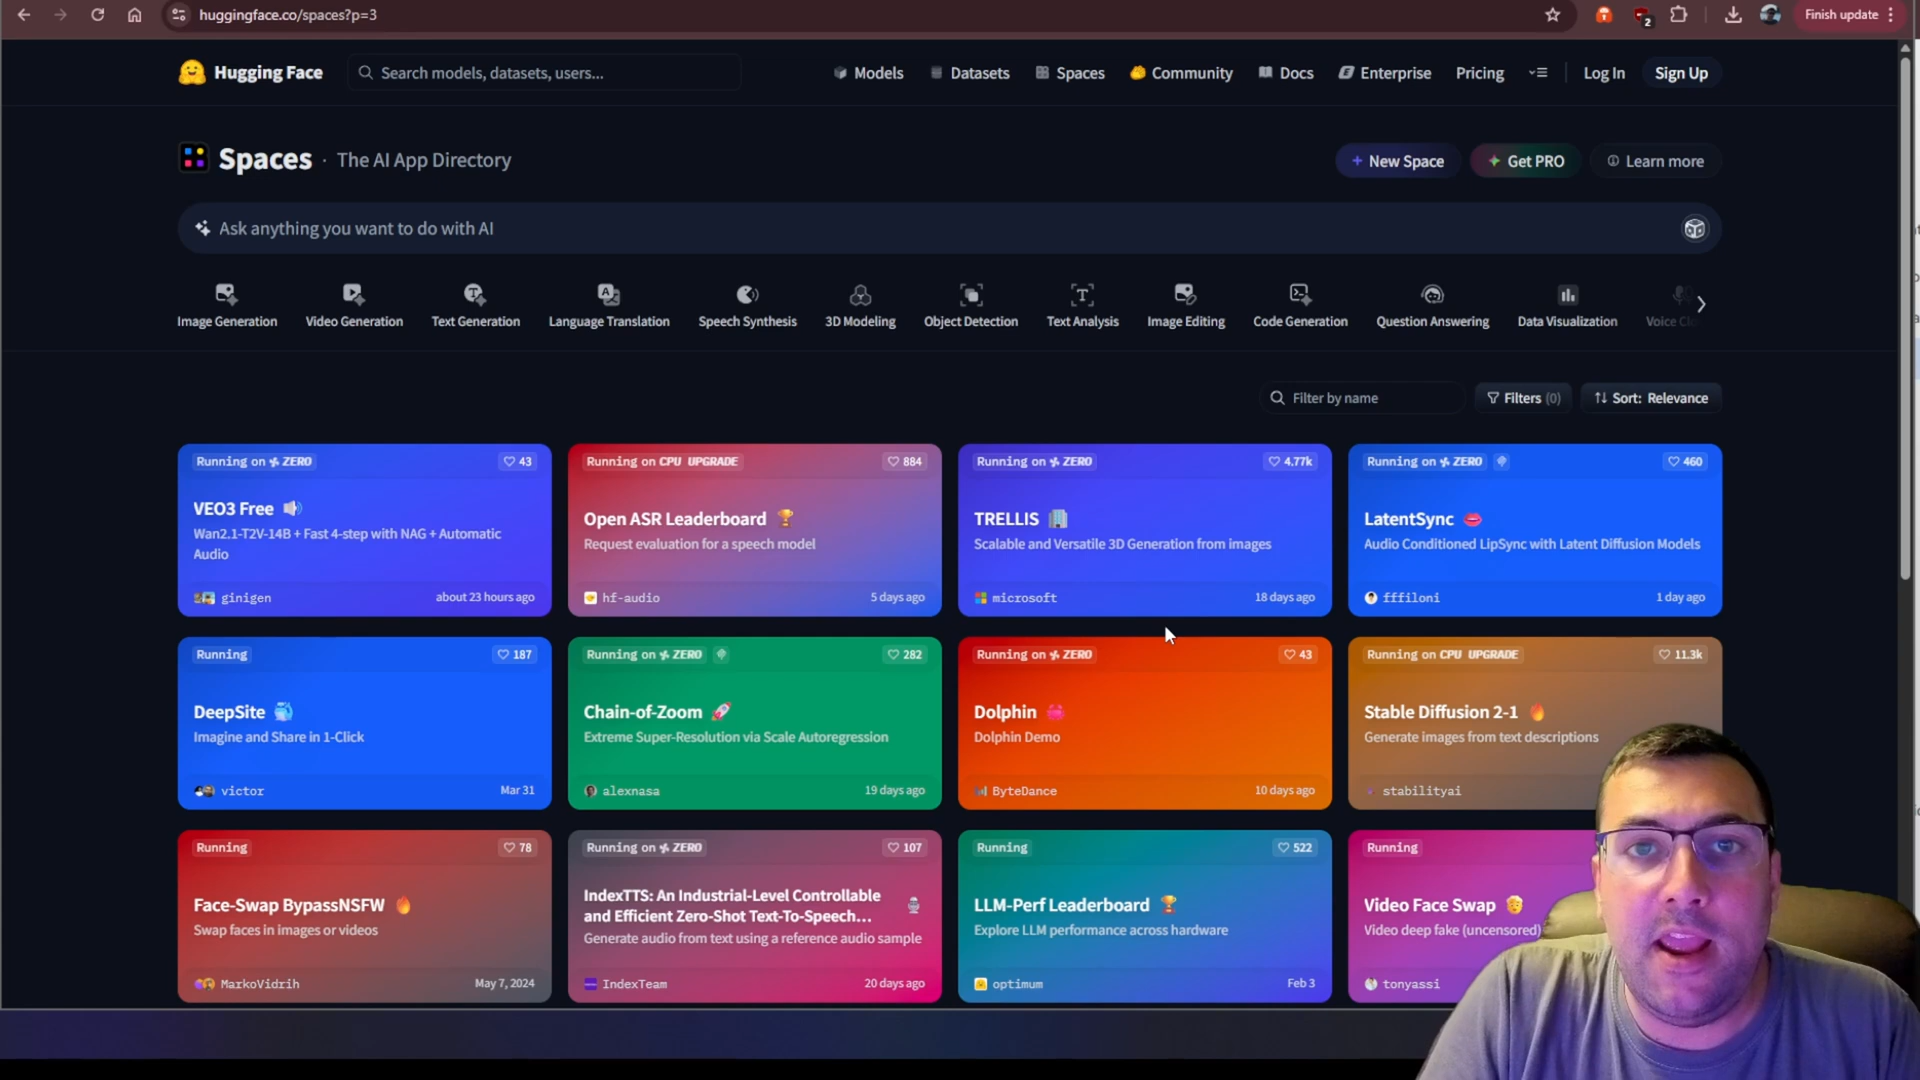 huggingface.co/spaces?p=3
2
Finish update
Hugging Face
Search models, datasets, users...
Models
Datasets
Spaces
Community
Docs
Enterprise
Pricing
Log In
Sign Up
Spaces · The AI App Directory
+ New Space
Get PRO
Learn more
Ask anything you want to do with AI
Image Generation
Video Generation
Text Generation
Language Translation
Speech Synthesis
3D Modeling
Object Detection
Text Analysis
Image Editing
Code Generation
Question Answering
Data Visualization
Filter by name
Filters (0)
Sort: Relevance
Running on ZERO
43
VEO3 Free
Wan2.1-T2V-14B + Fast 4-step with NAG + Automatic
Audio
ginigen
about 23 hours ago
Running on CPU UPGRADE
884
Open ASR Leaderboard
Request evaluation for a speech model
hf-audio
5 days ago
Running on ZERO
4.77k
TRELLIS
Scalable and Versatile 3D Generation from images
microsoft
18 days ago
Running on ZERO
460
LatentSync
Audio Conditioned LipSync with Latent Diffusion Models
fffiloni
1 day ago
Running
187
DeepSite
Imagine and Share in 1-Click
victor
Mar 31
Running on ZERO
282
Chain-of-Zoom
Extreme Super-Resolution via Scale Autoregression
alexnasa
19 days ago
Running on ZERO
43
Dolphin
Dolphin Demo
ByteDance
10 days ago
Running on CPU UPGRADE
11.3k
Stable Diffusion 2-1
Generate images from text descriptions
stabilityai
Running
78
Face-Swap BypassNSFW
Swap faces in images or videos
MarkoVidrih
May 7, 2024
Running on ZERO
107
IndexTTS: An Industrial-Level Controllable
and Efficient Zero-Shot Text-To-Speech...
Generate audio from text using a reference audio sample
IndexTeam
20 days ago
Running
522
LLM-Perf Leaderboard
Explore LLM performance across hardware
optimum
Feb 3
Running
Video Face Swap
Video deep fake (uncensored)
tonyassi